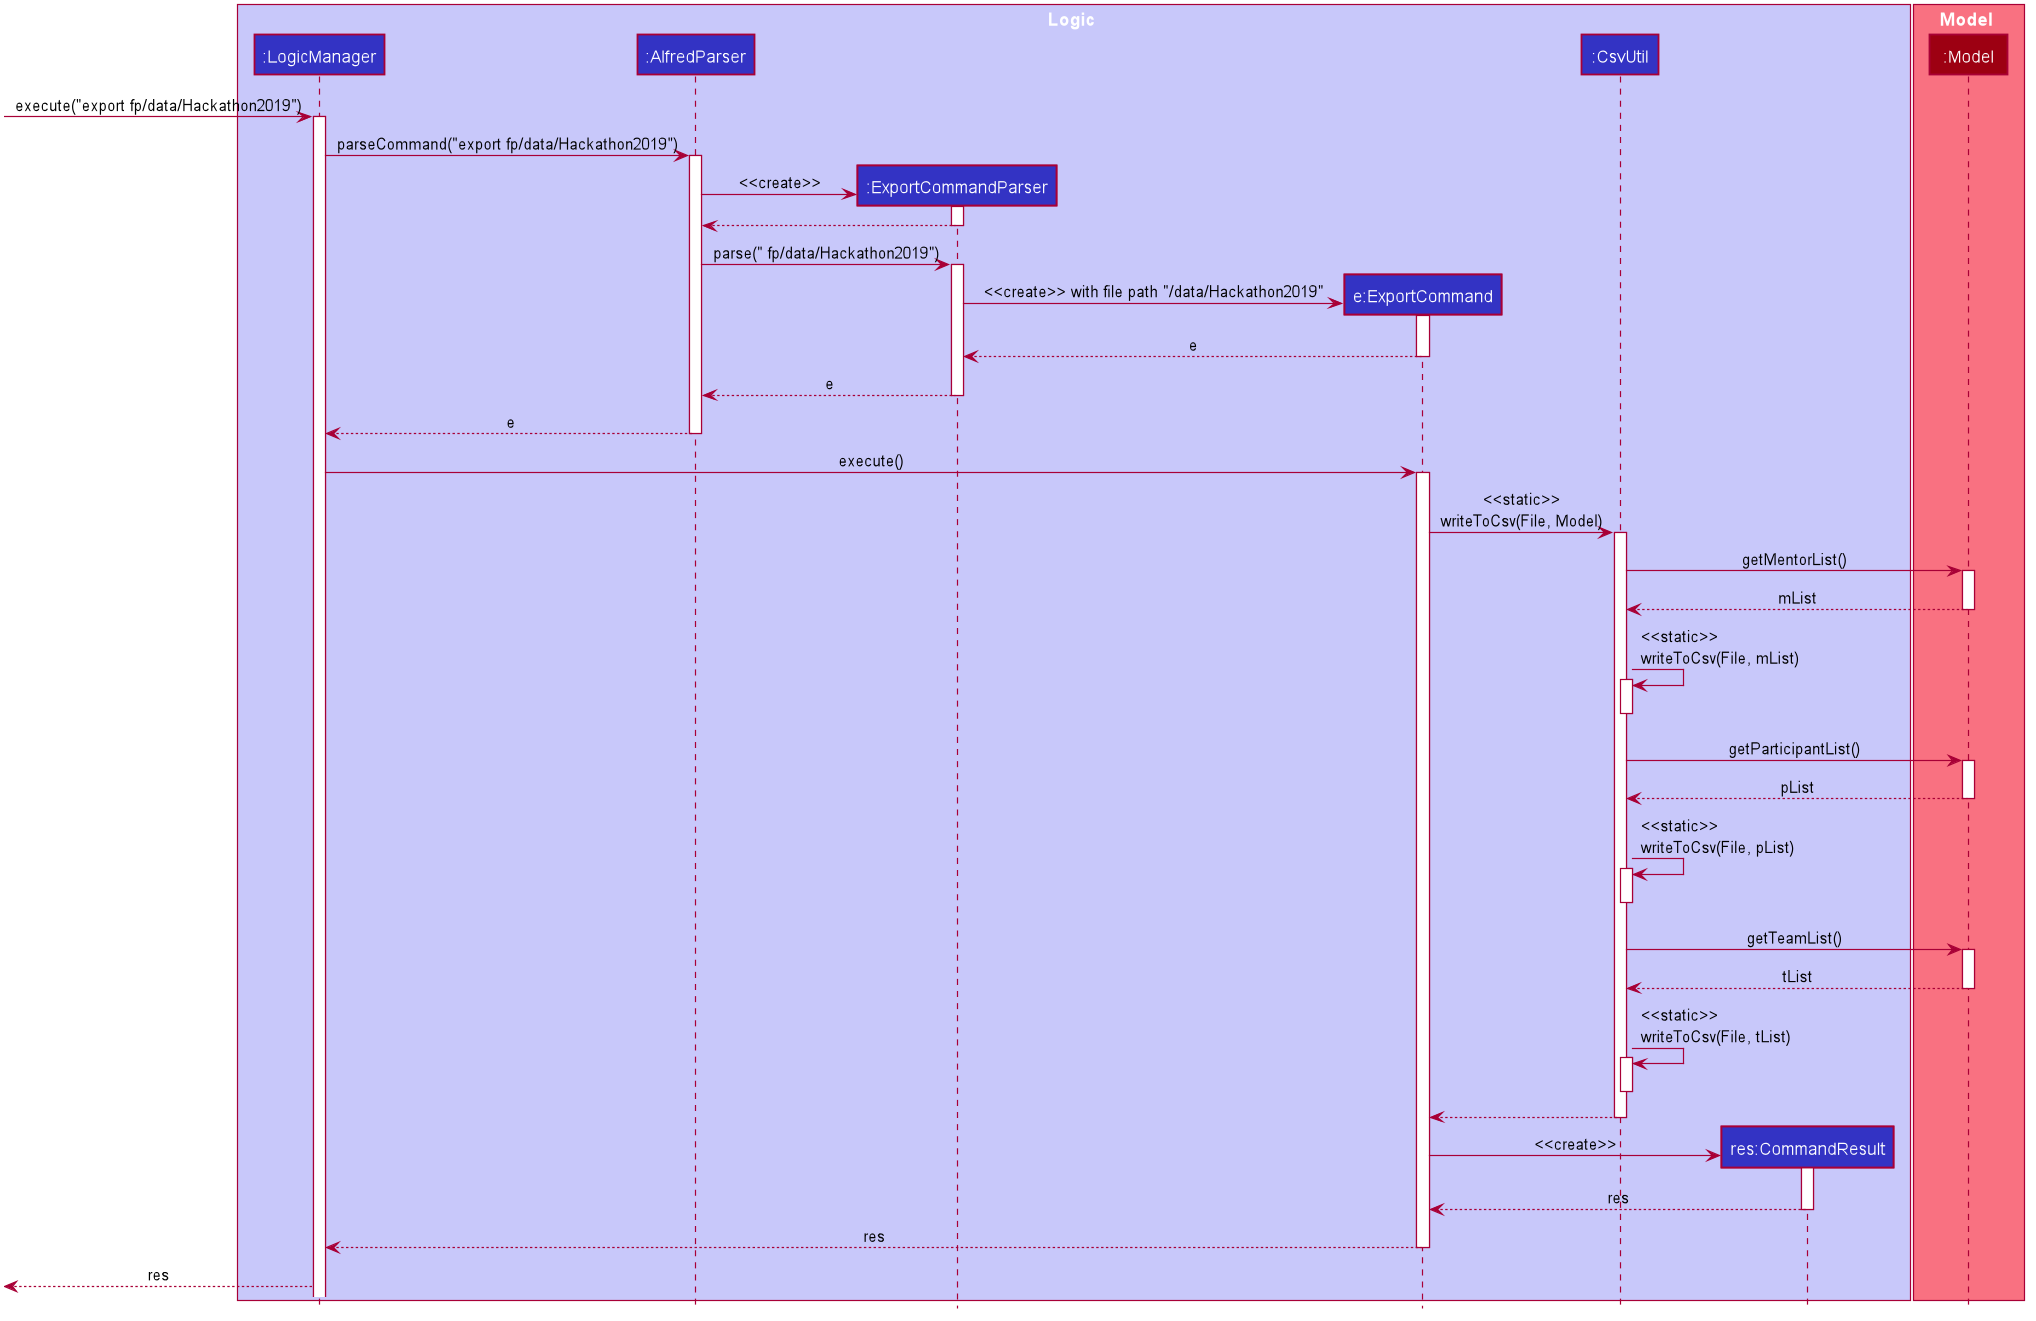 Logic
Model
:LogicManager
:AlfredParser
:CsvUtil
:Model
execute("export fp/data/Hackathon2019")
parseCommand("export fp/data/Hackathon2019")
<<create>>
:ExportCommandParser
parse(" fp/data/Hackathon2019")
<<create>> with file path "/data/Hackathon2019"
e:ExportCommand
e
e
e
execute()
<<static>>
writeToCsv(File, Model)
getMentorList()
mList
<<static>>
writeToCsv(File, mList)
getParticipantList()
pList
<<static>>
writeToCsv(File, pList)
getTeamList()
tList
<<static>>
writeToCsv(File, tList)
<<create>>
res:CommandResult
res
res
res